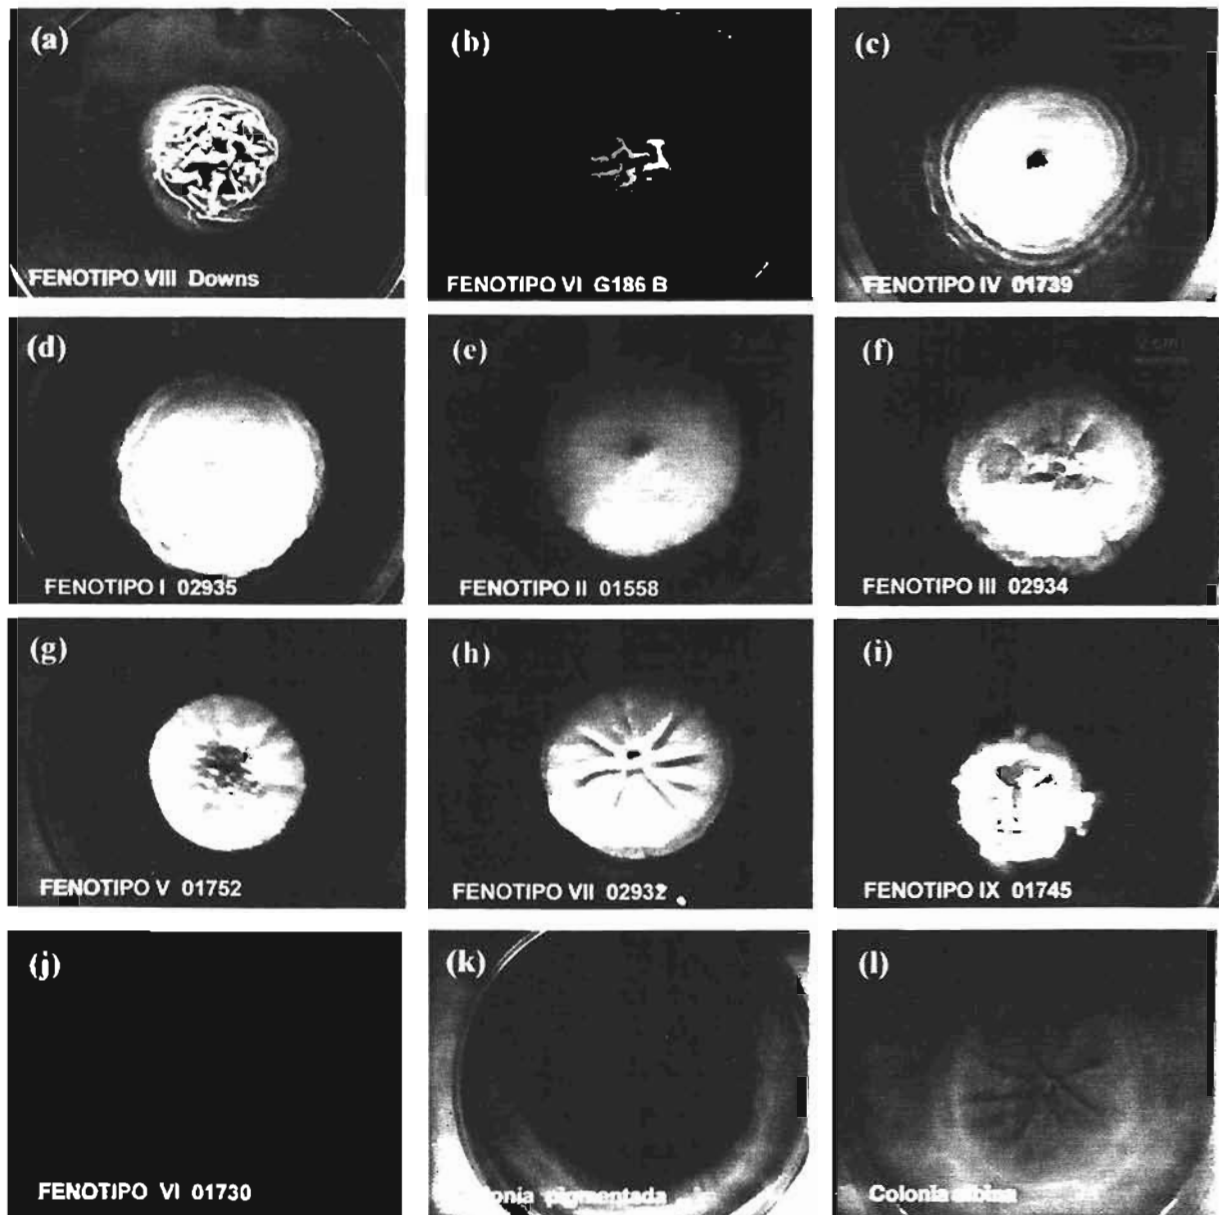 (a)
FENOTIPO VIII Downs
(b)
FENOTIPO VI G186 B
(c)
FENOTIPO IV 01739
(d)
FENOTIPO I 02935
(e)
FENOTIPO II 01558
(f)
FENOTIPO III 02934
(g)
FENOTIPO V 01752
(h)
FENOTIPO VII 02932
(i)
FENOTIPO IX 01745
(j)
FENOTIPO VI 01730
(k)
pigmentada
(l)
Colonia albina